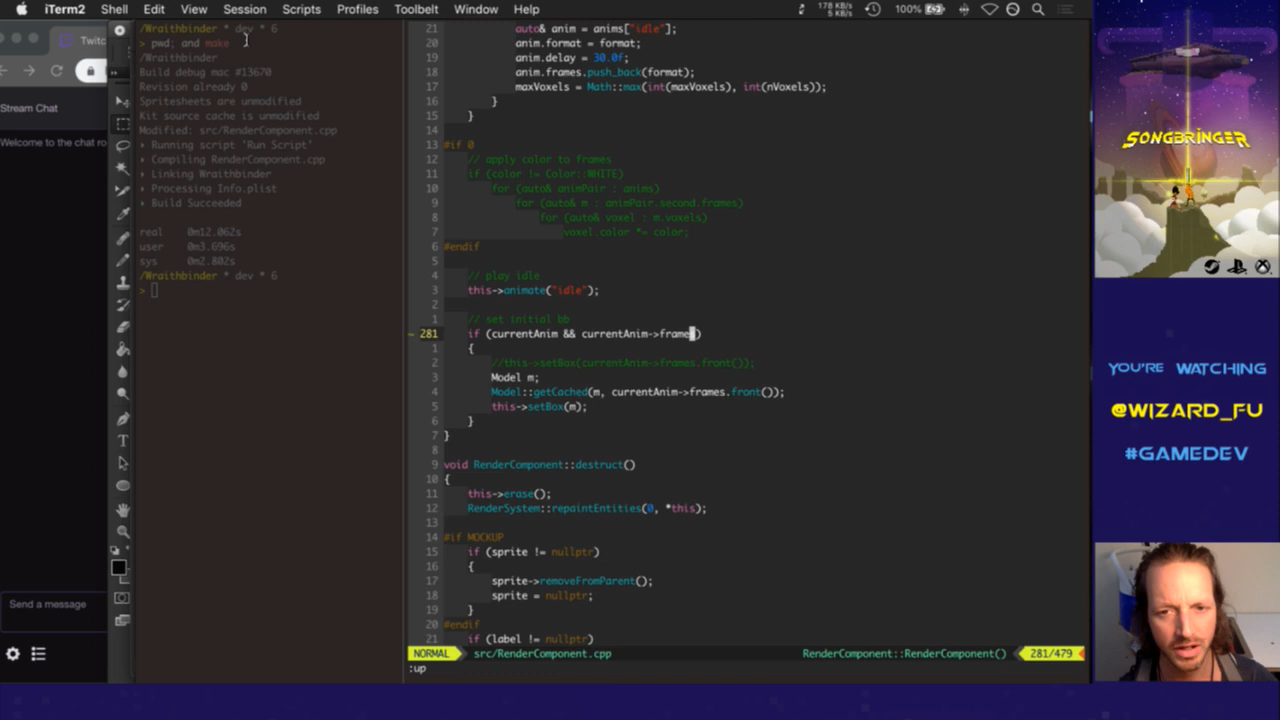 iTerm2 Shell Edit View Session Scripts Profiles Toolbelt Window Help
178 KB/s
5 KB/s
100%
Twitc
Stream Chat
Welcome to the chat ro
Send a message
/Wraithbinder * dev * 6
> pwd; and make
/Wraithbinder
Build debug mac #13670
Revision already 0
Spritesheets are unmodified
Kit source cache is unmodified
Modified: src/RenderComponent.cpp
Running script 'Run Script'
Compiling RenderComponent.cpp
Linking Wraithbinder
Processing Info.plist
Build Succeeded
real 0m12.062s
user 0m3.696s
sys 0m2.802s
/Wraithbinder * dev * 6
>
21 auto& anim = anims["idle"];
20 anim.format = format;
19 anim.delay = 30.0f;
18 anim.frames.push_back(format);
17 maxVoxels = Math::max(int(maxVoxels), int(nVoxels));
16 }
15 }
14
13 #if 0
12 // apply color to frames
11 if (color != Color::WHITE)
10 for (auto& animPair : anims)
9 for (auto& m : animPair.second.frames)
8 for (auto& voxel : m.voxels)
7 voxel.color *= color;
6 #endif
5
4 // play idle
3 this->animate("idle");
2
1 // set initial bb
~ 281 if (currentAnim && currentAnim->frame)
1 {
2 //this->setBox(currentAnim->frames.front());
3 Model m;
4 Model::getCached(m, currentAnim->frames.front());
5 this->setBox(m);
6 }
7 }
8
9 void RenderComponent::destruct()
10 {
11 this->erase();
12 RenderSystem::repaintEntities(0, *this);
13
14 #if MOCKUP
15 if (sprite != nullptr)
16 {
17 sprite->removeFromParent();
18 sprite = nullptr;
19 }
20 #endif
21 if (label != nullptr)
NORMAL src/RenderComponent.cpp RenderComponent::RenderComponent() 281/479
:up
SONGBRINGER
YOU'RE WATCHING
@WIZARD_FU
#GAMEDEV